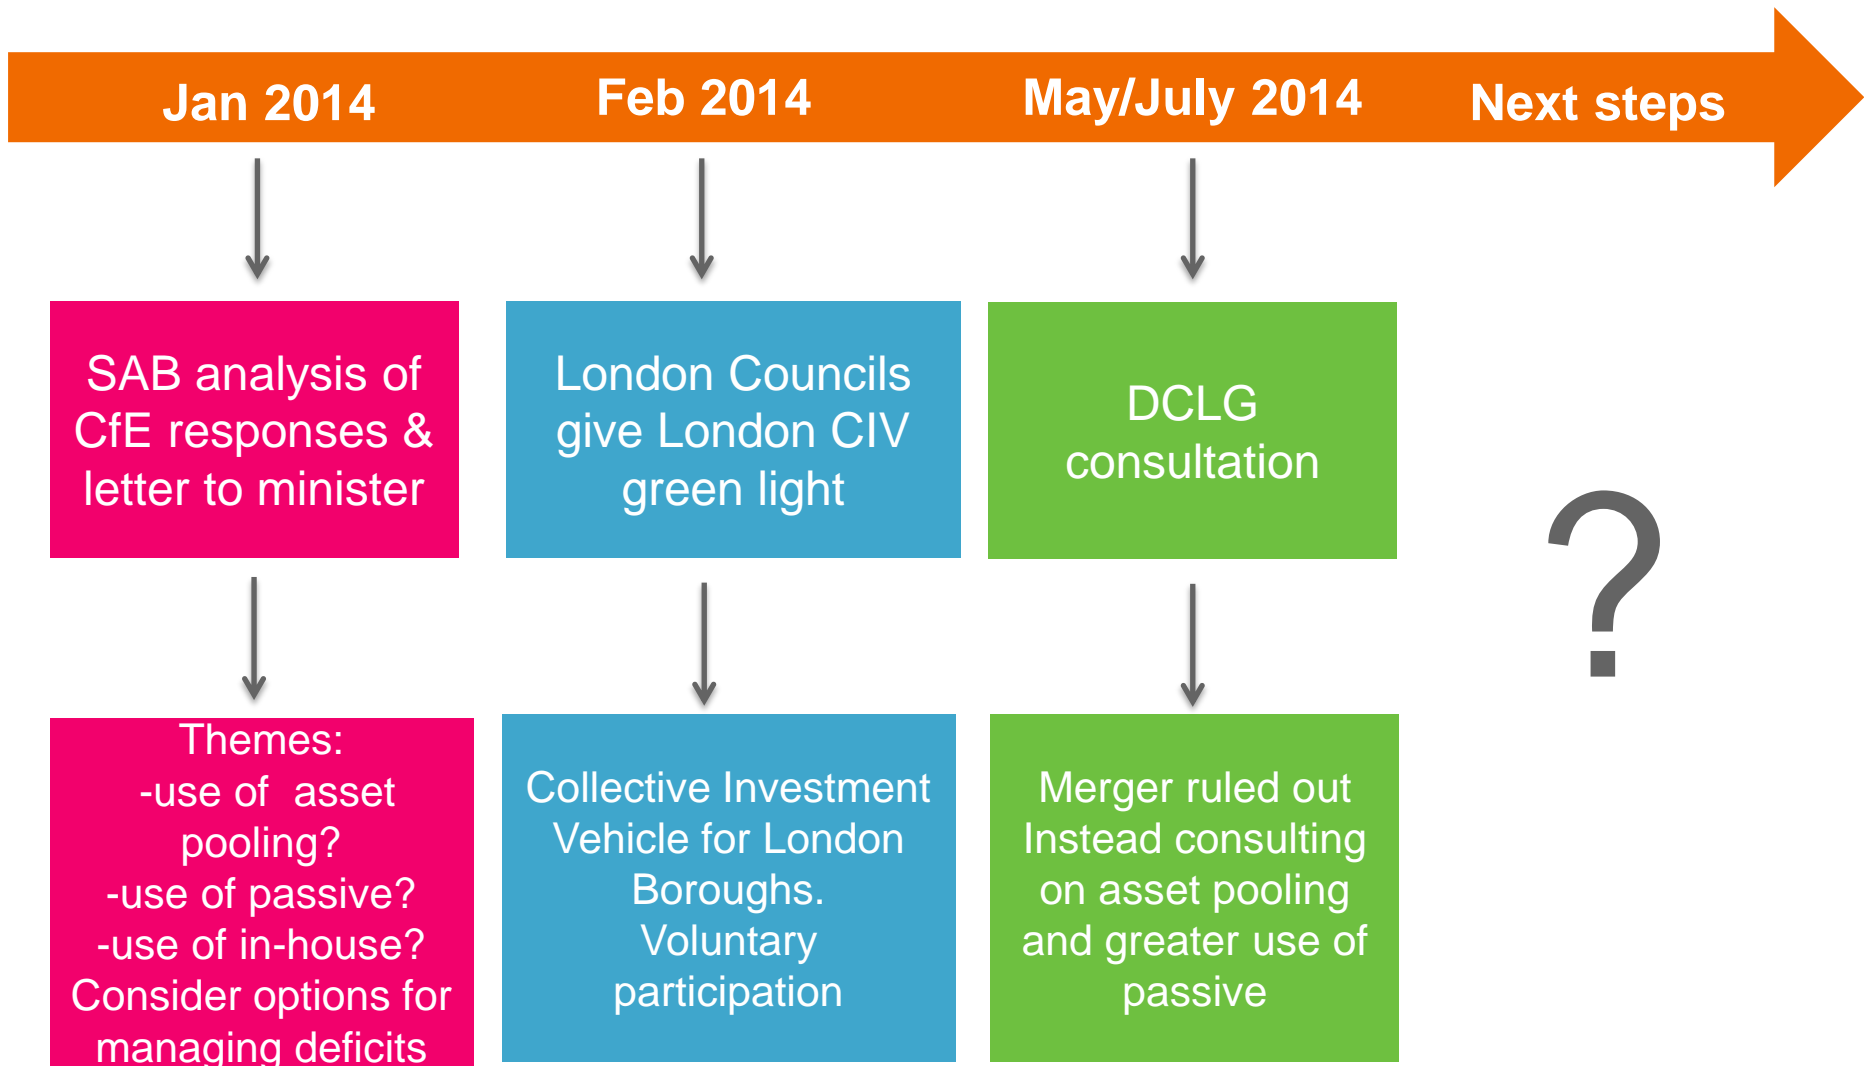 Jan 2014
Feb 2014
May/July 2014
Next steps
SAB analysis of
CfE responses &
letter to minister
London Councils
give London CIV
green light
DCLG
consultation
?
Themes:
-use of asset
pooling?
-use of passive?
-use of in-house?
Consider options for
managing deficits
Collective Investment
Vehicle for London
Boroughs.
Voluntary
participation
Merger ruled out
Instead consulting
on asset pooling
and greater use of
passive